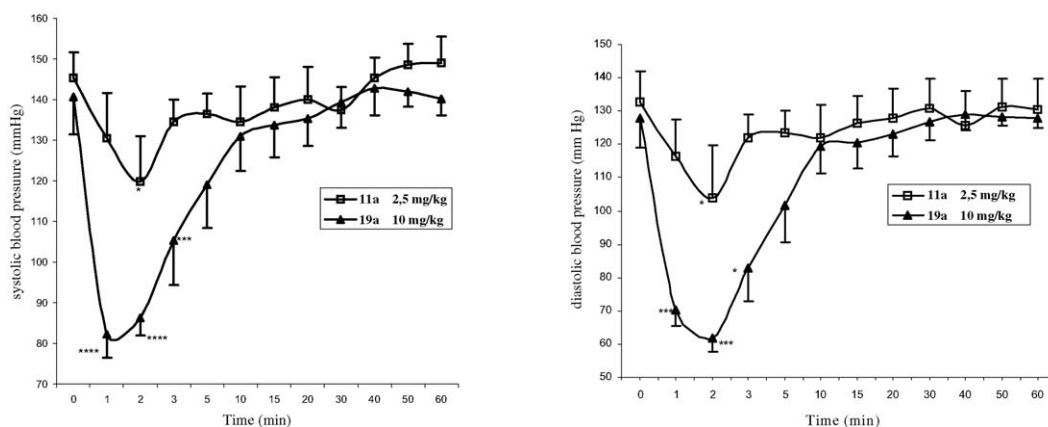 160
150
140
130
120
110
100
90
80
70
systolic blood presuure (mmHg)
0 1 2 3 5 10 15 20 30 40 50 60
Time (min)
11a 2,5 mg/kg
19a 10 mg/kg
*
***
****
****
150
140
130
120
110
100
90
80
70
60
50
diastolic blood pressure (mm Hg)
0 1 2 3 5 10 15 20 30 40 50 60
Time (min)
11a 2,5 mg/kg
19a 10 mg/kg
*
*
***
***